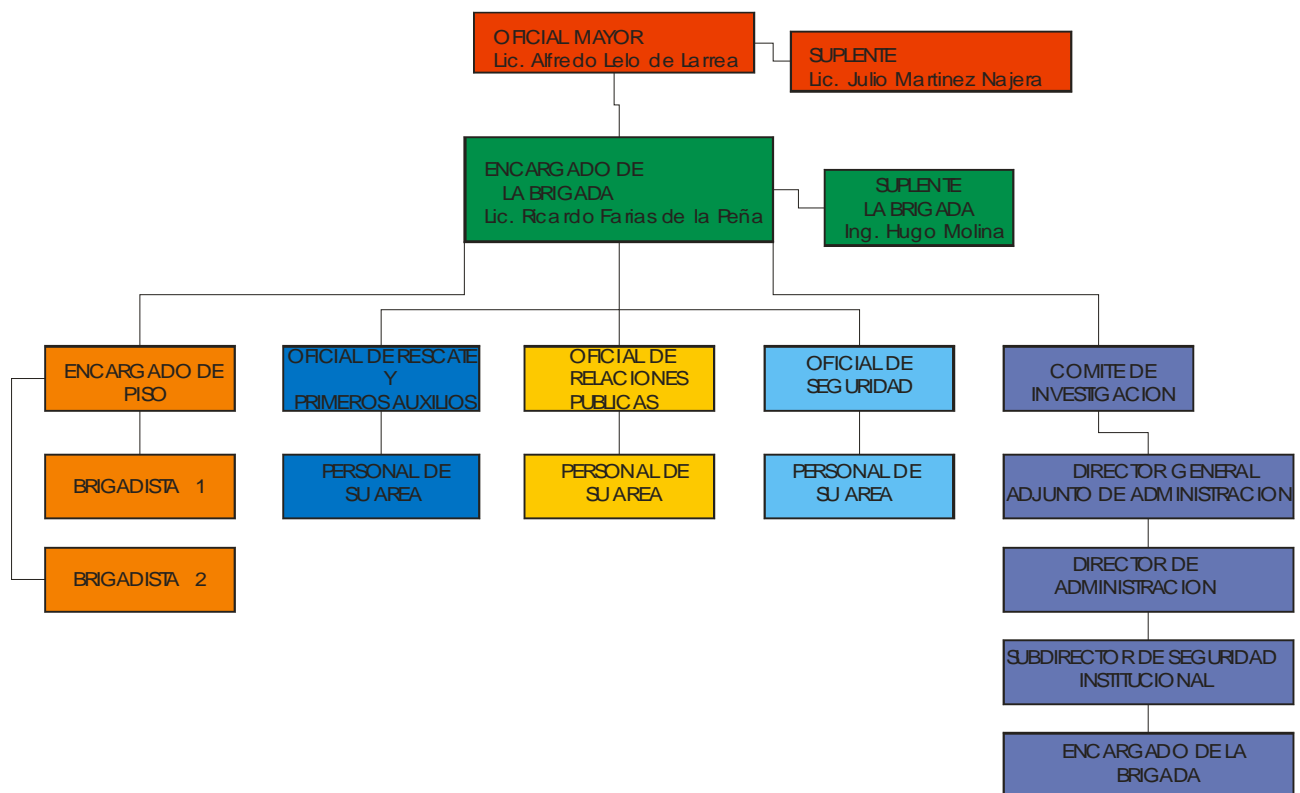 OFICIAL MAYOR
Lic. Alfredo Lelo de Larrea
SUPLENTE
Lic. Julio Martinez Najera
ENCARGADO DE
LA BRIGADA
Lic. Ricardo Farias de la Peña
SUPLENTE
LA BRIGADA
Ing. Hugo Molina
ENCARGADO DE
PISO
OFICIAL DE RESCATE
Y
PRIMEROS AUXILIOS
OFICIAL DE
RELACIONES
PUBLICAS
OFICIAL DE
SEGURIDAD
COMITE DE
INVESTIGACION
BRIGADISTA 1
PERSONAL DE
SU AREA
PERSONAL DE
SU AREA
PERSONAL DE
SU AREA
DIRECTOR GENERAL
ADJUNTO DE ADMINISTRACION
BRIGADISTA 2
DIRECTOR DE
ADMINISTRACION
SUBDIRECTOR DE SEGURIDAD
INSTITUCIONAL
ENCARGADO DE LA
BRIGADA